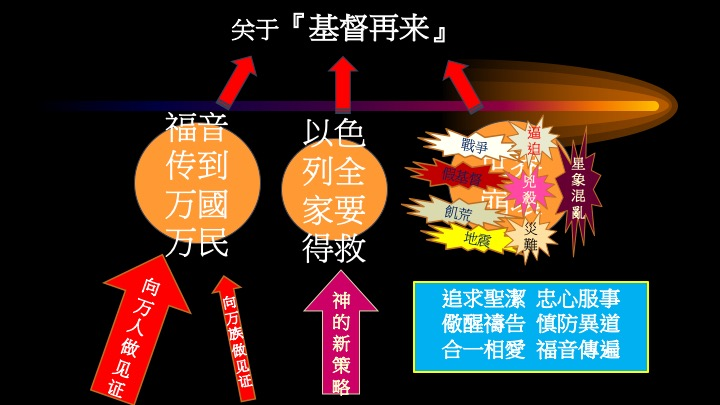 关于『基督再来』
福音
传到
万國
万民
以色
列全
家要
得救
戰爭
逼
迫
假基督
兇
殺
飢荒
地震
災
難
星
象
混
亂
向
万
人
做
见
证
向
万
族
做
见
证
神
的
新
策
略
追求聖潔 忠心服事
儆醒禱告 慎防異道
合一相愛 福音傳遍